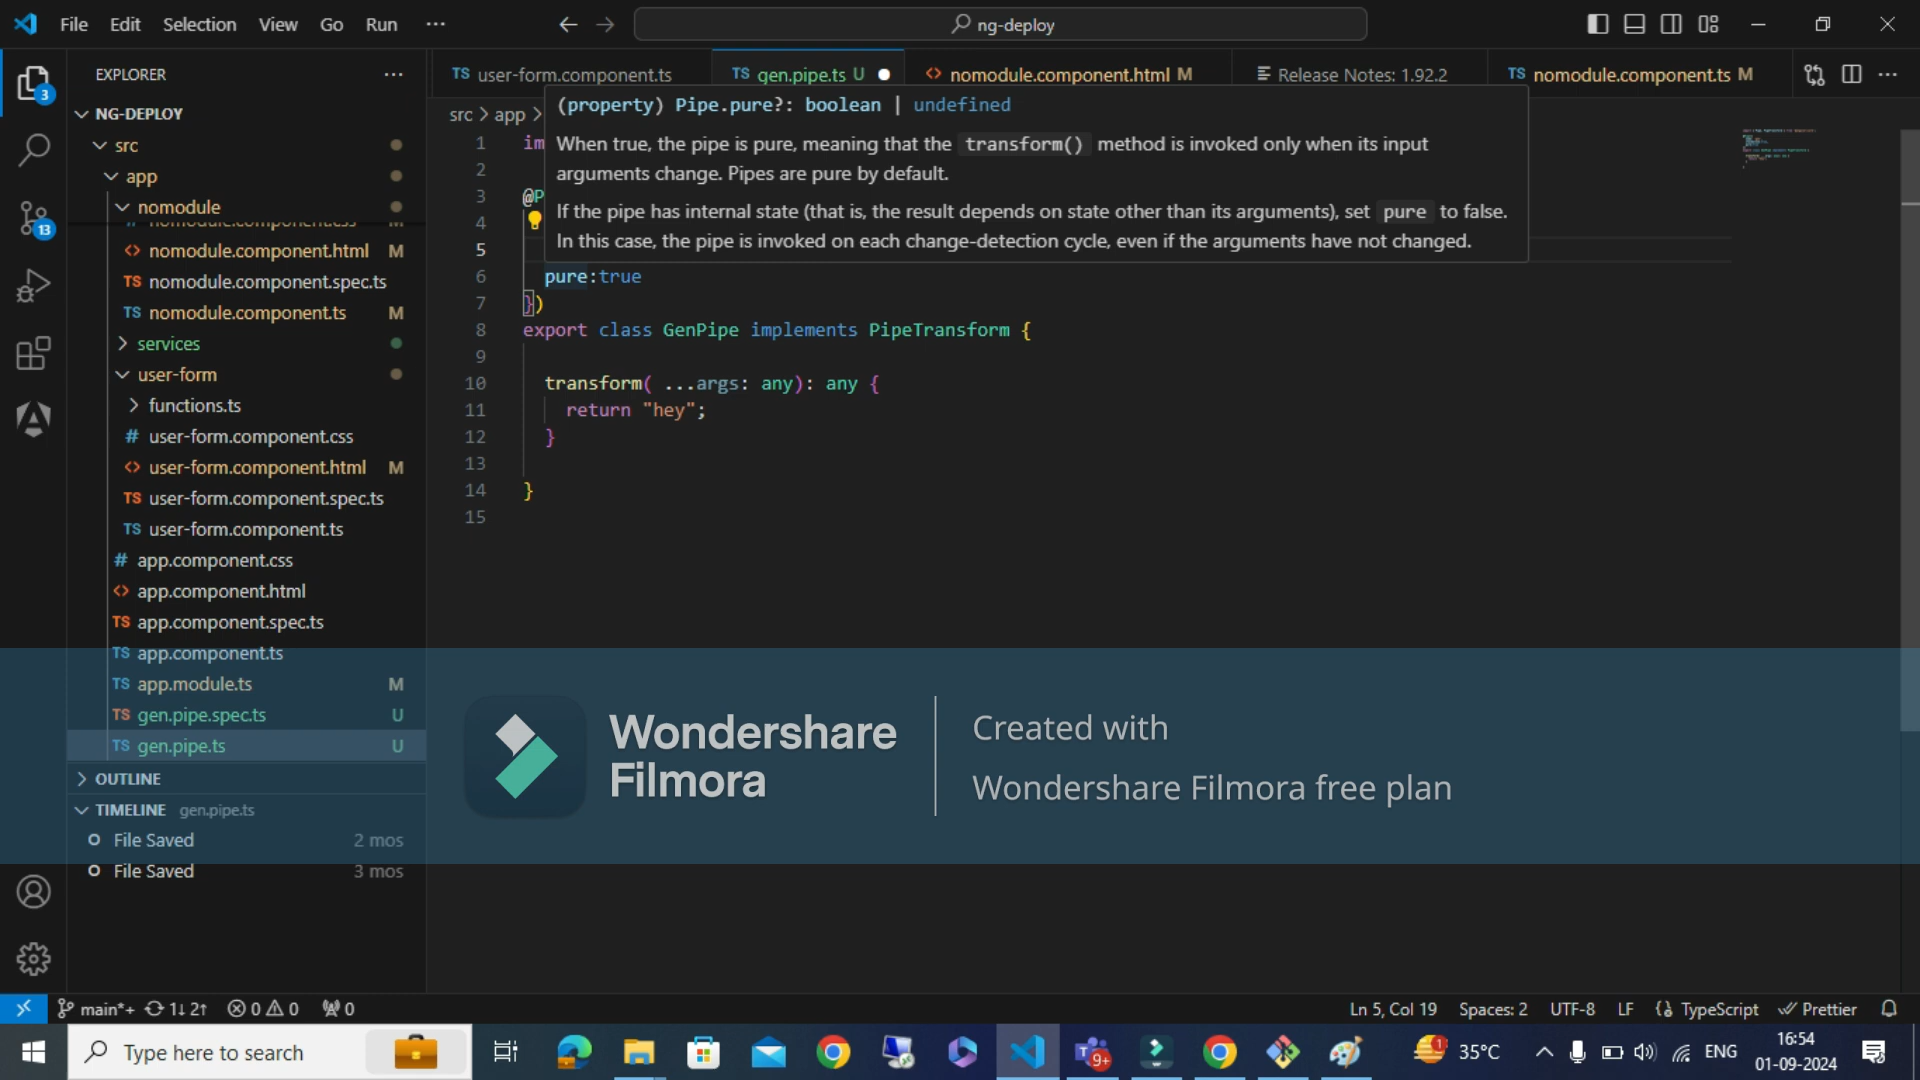 File Edit Selection View Go Run ...
ng-deploy
EXPLORER
NG-DEPLOY
src
app
nomodule
nomodule.component.html M
nomodule.component.spec.ts
nomodule.component.ts M
services
user-form
functions.ts
user-form.component.css
user-form.component.html M
user-form.component.spec.ts
user-form.component.ts
app.component.css
app.component.html
app.component.spec.ts
app.component.ts
app.module.ts M
gen.pipe.spec.ts U
gen.pipe.ts U
OUTLINE
TIMELINE gen.pipe.ts
File Saved 2 mos
File Saved 3 mos
3
13
TS user-form.component.ts
TS gen.pipe.ts U
<> nomodule.component.html M
Release Notes: 1.92.2
TS nomodule.component.ts M
src > app >
(property) Pipe.pure?: boolean | undefined
When true, the pipe is pure, meaning that the transform() method is invoked only when its input
arguments change. Pipes are pure by default.
If the pipe has internal state (that is, the result depends on state other than its arguments), set pure to false.
In this case, the pipe is invoked on each change-detection cycle, even if the arguments have not changed.
1 im
2
3 @P
4
5
6 pure:true
7 })
8 export class GenPipe implements PipeTransform {
9
10 transform( ...args: any): any {
11 return "hey";
12 }
13
14 }
15
Wondershare
Filmora
Created with
Wondershare Filmora free plan
main*+ 1↓ 2↑ 0 0 0
Ln 5, Col 19 Spaces: 2 UTF-8 LF {} TypeScript Prettier
Type here to search
9+
1
35°C
ENG
16:54
01-09-2024